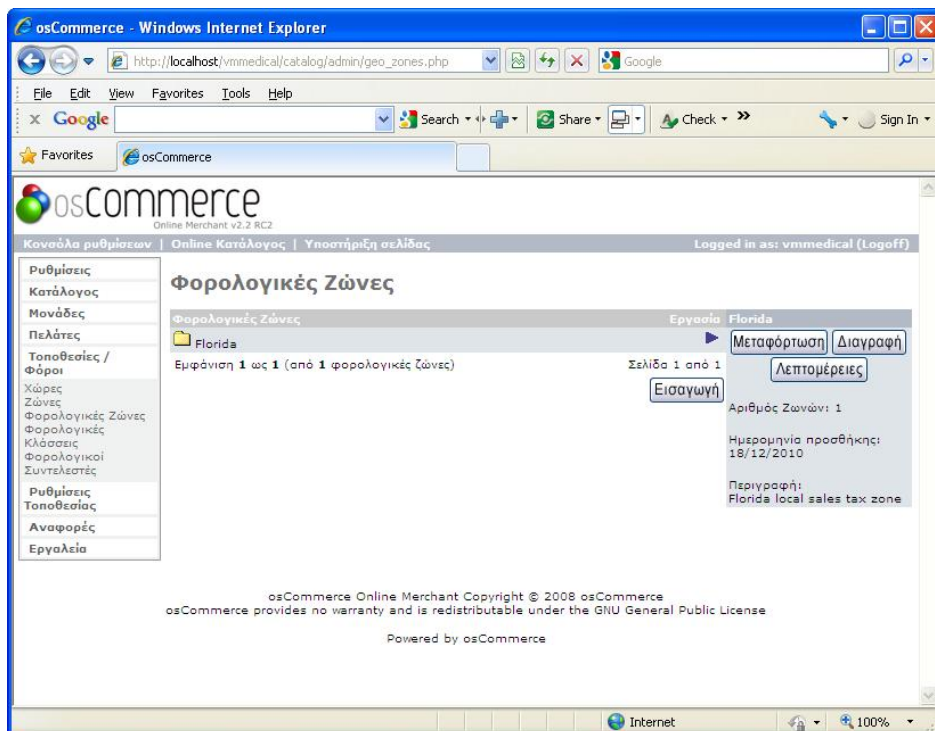 osCommerce - Windows Internet Explorer
http://localhost/vmmedical/catalog/admin/geo_zones.php
Google
File Edit View Favorites Tools Help
x Google Search Share Check Sign In
Favorites osCommerce
osCommerce
Online Merchant v2.2 RC2
Κονσόλα ρυθμίσεων | Online Κατάλογος | Υποστήριξη σελίδας Logged in as: vmmedical (Logoff)
Ρυθμίσεις
Κατάλογος
Μονάδες
Πελάτες
Τοποθεσίες /
Φόροι
Χώρες
Ζώνες
Φορολογικές Ζώνες
Φορολογικές
Κλάσσεις
Φορολογικοί
Συντελεστές
Ρυθμίσεις
Τοποθεσίας
Αναφορές
Εργαλεία
Φορολογικές Ζώνες
Φορολογικές Ζώνες Εργασία
Florida
Εμφάνιση 1 ως 1 (από 1 φορολογικές ζώνες) Σελίδα 1 από 1
Εισαγωγή
Florida
Μεταφόρτωση Διαγραφή
Λεπτομέρειες
Αριθμός Ζωνών: 1
Ημερομηνία προσθήκης:
18/12/2010
Περιγραφή:
Florida local sales tax zone
osCommerce Online Merchant Copyright © 2008 osCommerce
osCommerce provides no warranty and is redistributable under the GNU General Public License
Powered by osCommerce
Internet 100%